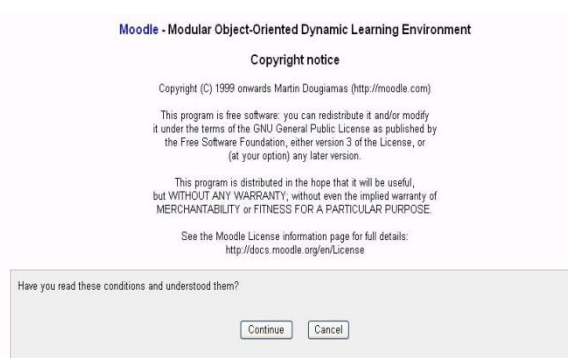 Moodle - Modular Object-Oriented Dynamic Learning Environment
Copyright notice
Copyright (C) 1999 onwards Martin Dougiamas (http://moodle.com)
This program is free software: you can redistribute it and/or modify
it under the terms of the GNU General Public License as published by
the Free Software Foundation, either version 3 of the License, or
(at your option) any later version.
This program is distributed in the hope that it will be useful,
but WITHOUT ANY WARRANTY; without even the implied warranty of
MERCHANTABILITY or FITNESS FOR A PARTICULAR PURPOSE.
See the Moodle License information page for full details:
http://docs.moodle.org/en/License
Have you read these conditions and understood them?
Continue Cancel